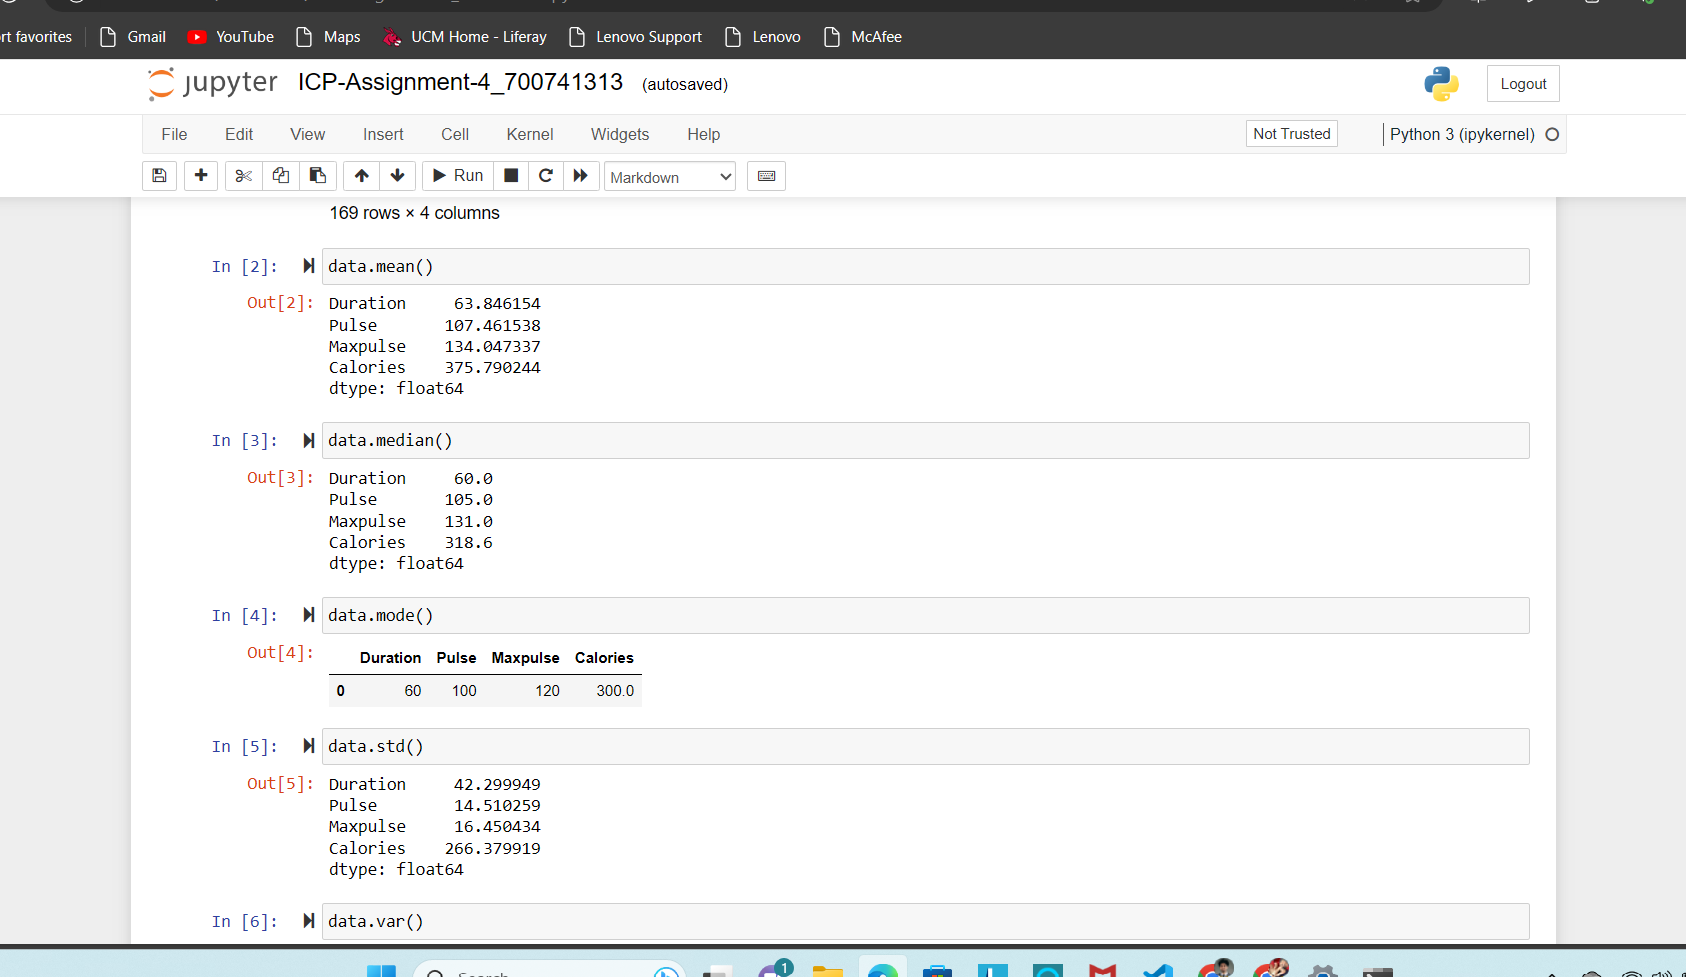 rt favorites Gmail YouTube Maps UCM Home - Liferay Lenovo Support Lenovo McAfee
jupyter ICP-Assignment-4_700741313 (autosaved) Logout
File Edit View Insert Cell Kernel Widgets Help Not Trusted Python 3 (ipykernel)
Run Markdown
169 rows × 4 columns
In [2]: data.mean()
Out[2]: Duration 63.846154
Pulse 107.461538
Maxpulse 134.047337
Calories 375.790244
dtype: float64
In [3]: data.median()
Out[3]: Duration 60.0
Pulse 105.0
Maxpulse 131.0
Calories 318.6
dtype: float64
In [4]: data.mode()
Out[4]: Duration Pulse Maxpulse Calories
0 60 100 120 300.0
In [5]: data.std()
Out[5]: Duration 42.299949
Pulse 14.510259
Maxpulse 16.450434
Calories 266.379919
dtype: float64
In [6]: data.var()
Search 1